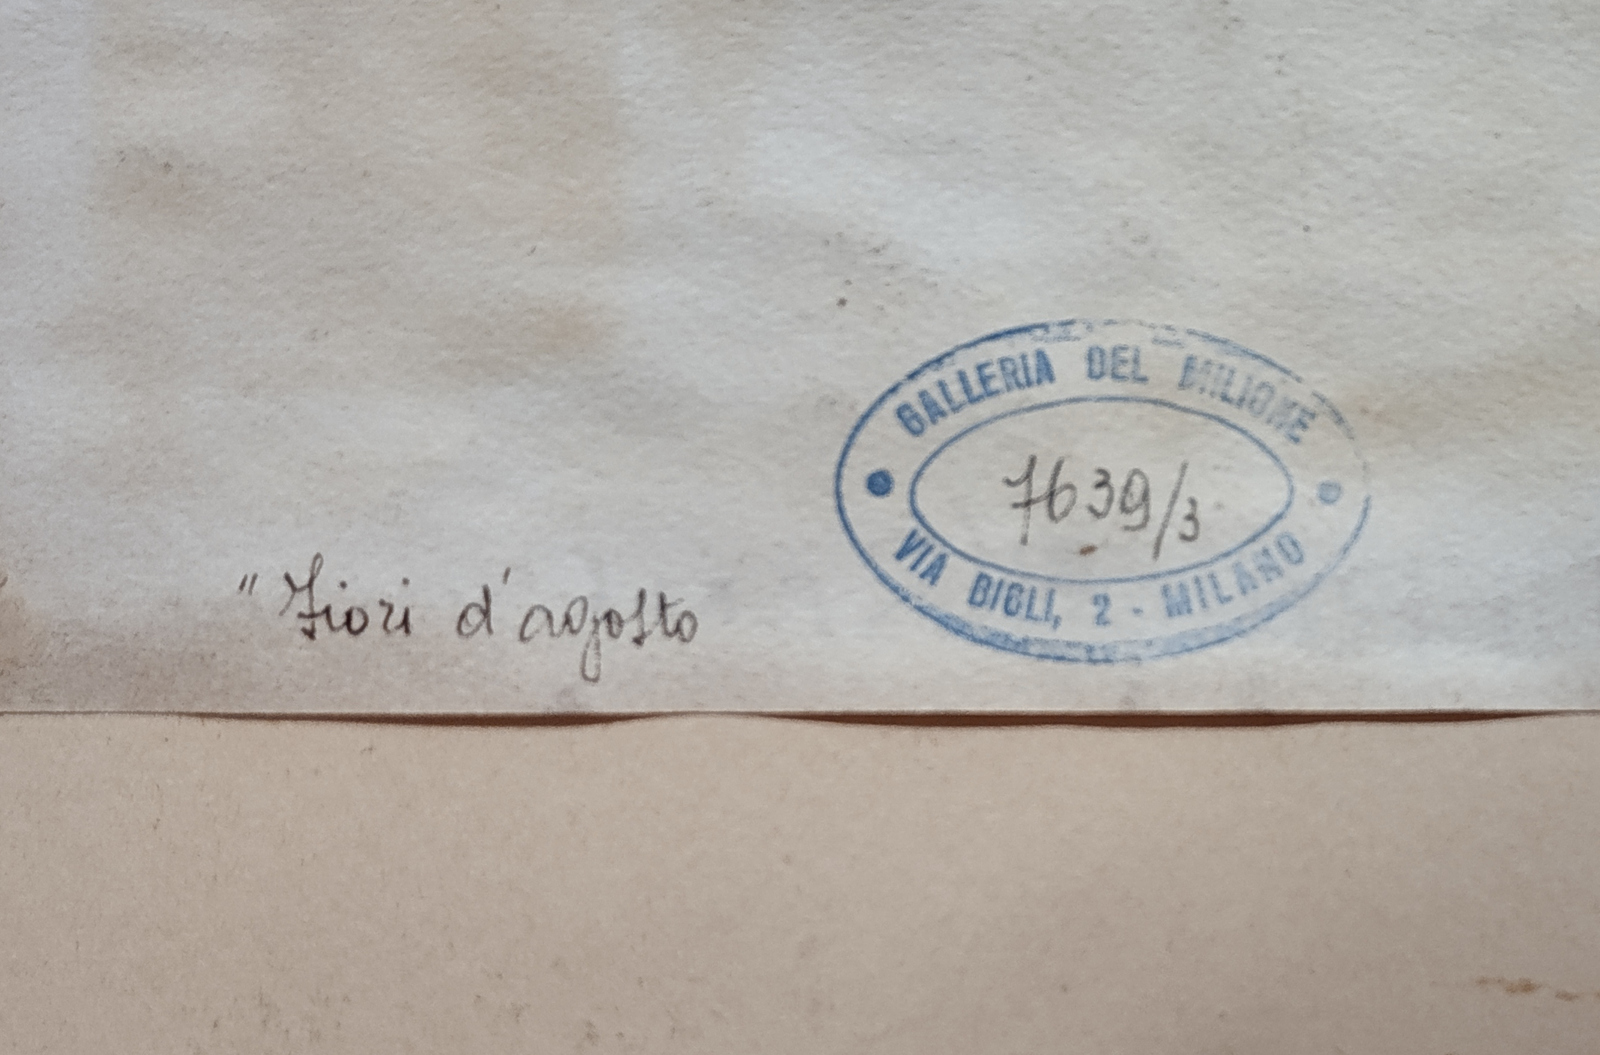 GALLERIA DEL MILIONE
7639/3
VIA BIGLI, 2 - MILANO
" Fiori d'agosto